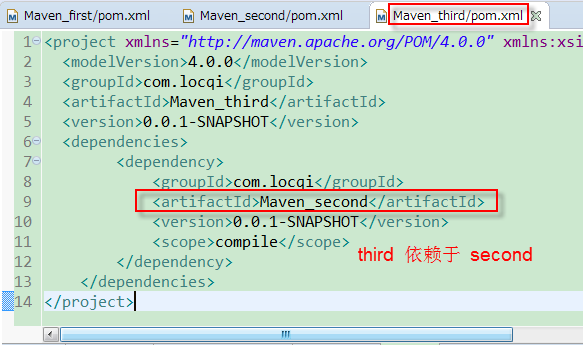 Maven_first/pom.xml Maven_second/pom.xml Maven_third/pom.xml
1 <project xmlns="http://maven.apache.org/POM/4.0.0" xmlns:xsi
2 <modelVersion>4.0.0</modelVersion>
3 <groupId>com.locqi</groupId>
4 <artifactId>Maven_third</artifactId>
5 <version>0.0.1-SNAPSHOT</version>
6 <dependencies>
7 <dependency>
8 <groupId>com.locqi</groupId>
9 <artifactId>Maven_second</artifactId>
10 <version>0.0.1-SNAPSHOT</version>
11 <scope>compile</scope>
third 依赖于 second
12 </dependency>
13 </dependencies>
14 </project>